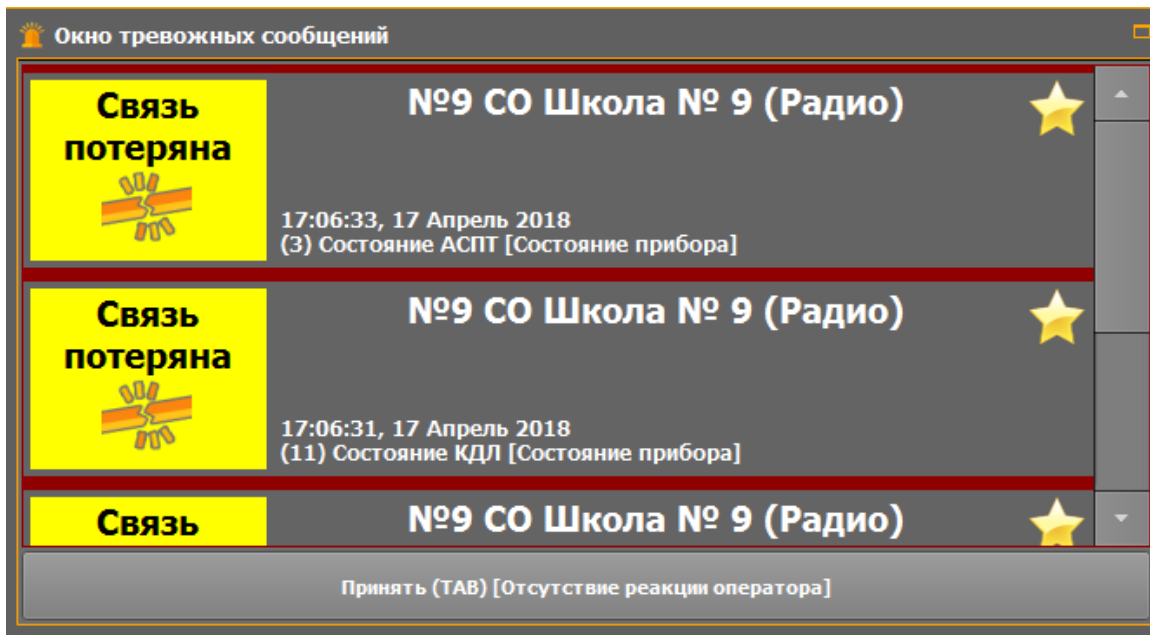 Окно тревожных сообщений
Связь
потеряна
№9 СО Школа № 9 (Радио)
17:06:33, 17 Апрель 2018
(3) Состояние АСПТ [Состояние прибора]
Связь
потеряна
№9 СО Школа № 9 (Радио)
17:06:31, 17 Апрель 2018
(11) Состояние КДЛ [Состояние прибора]
Связь
№9 СО Школа № 9 (Радио)
Принять (TAB) [Отсутствие реакции оператора]